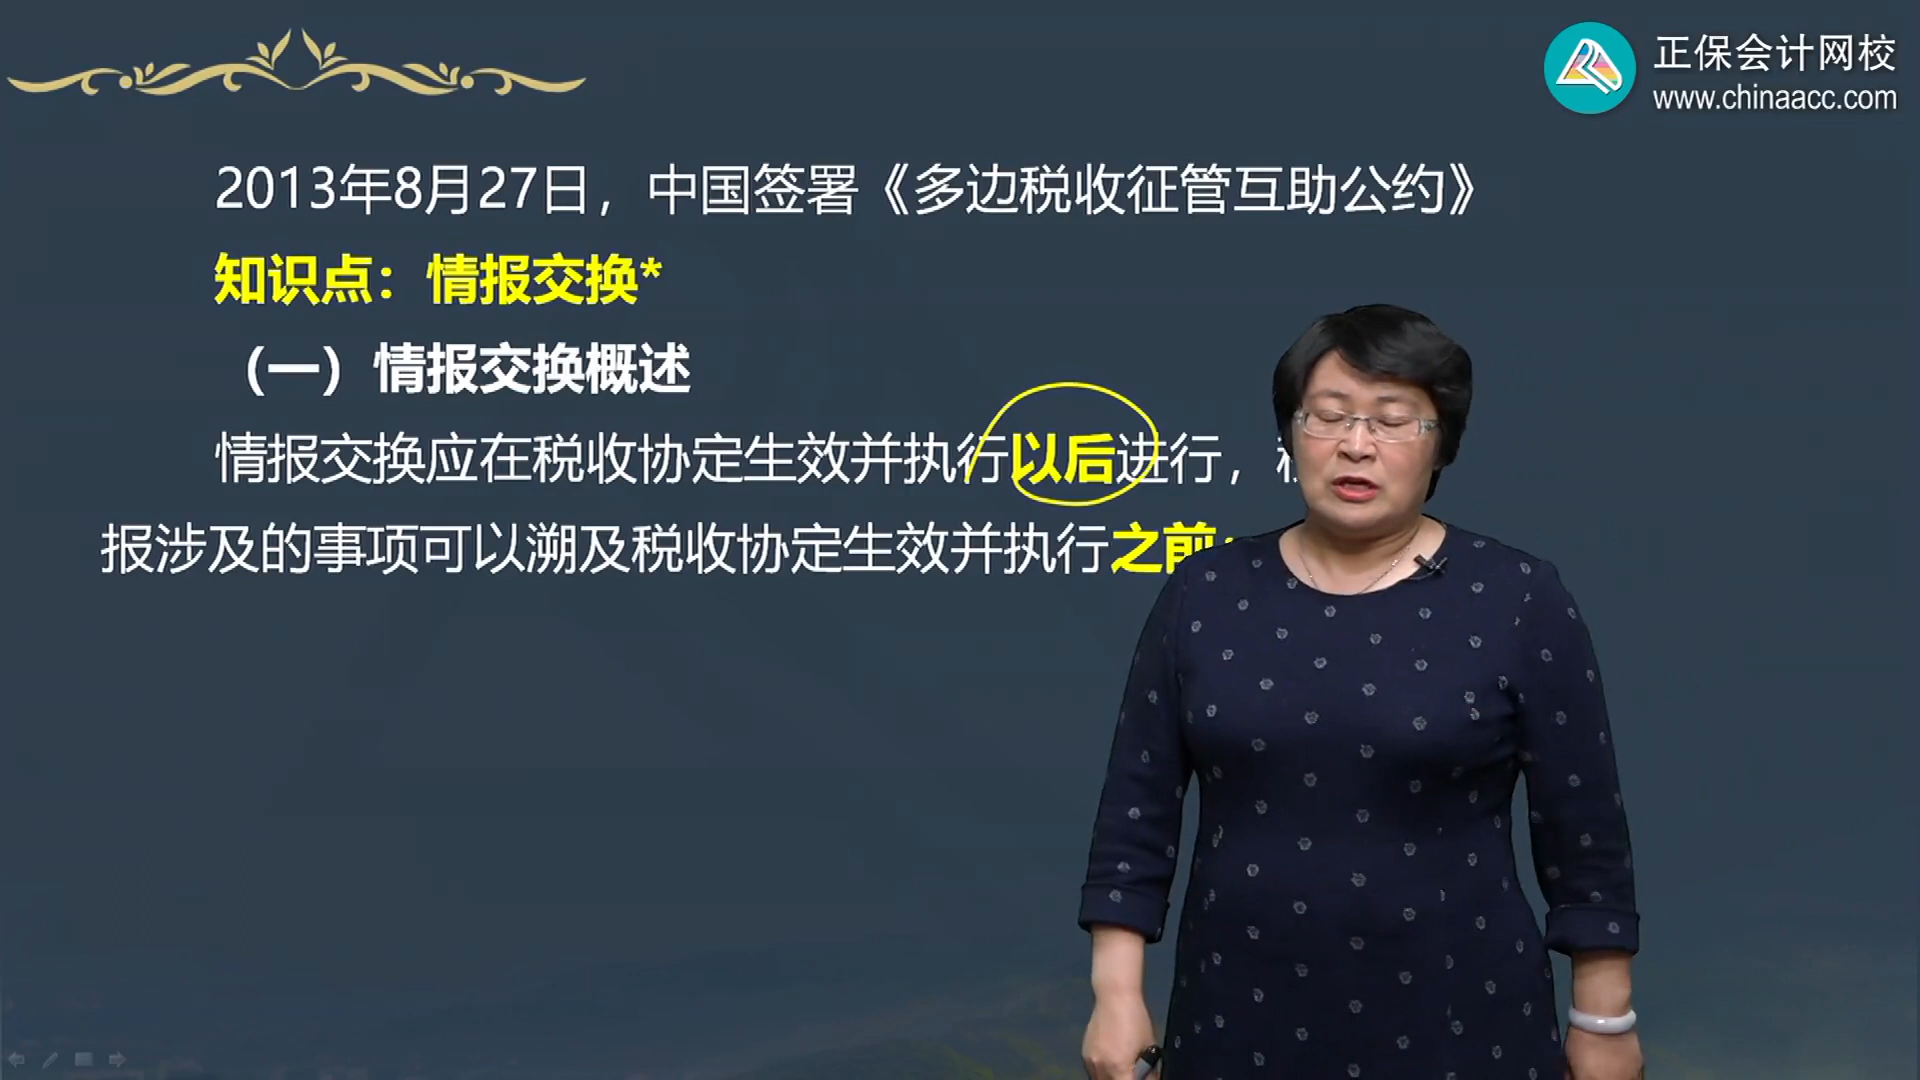 正保会计网校
www.chinaacc.com
2013年8月27日，中国签署《多边税收征管互助公约》
知识点：情报交换*
（一）情报交换概述
情报交换应在税收协定生效并执行以后进行，
报涉及的事项可以溯及税收协定生效并执行之前